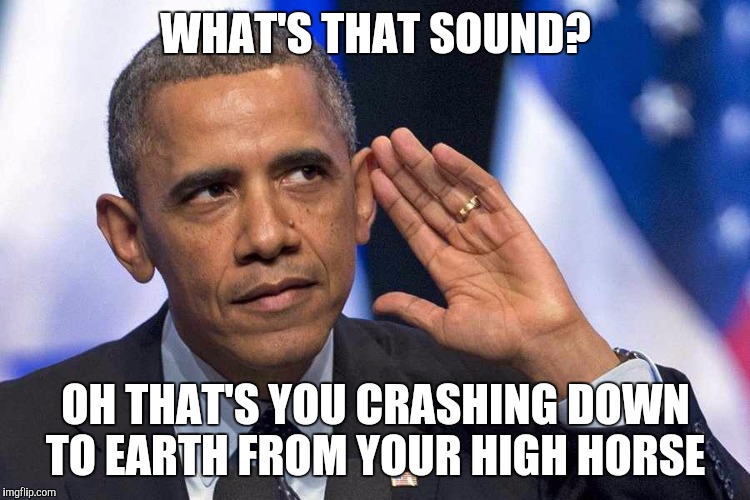 WHAT'S THAT SOUND?
OH THAT'S YOU CRASHING DOWN
TO EARTH FROM YOUR HIGH HORSE
imgflip.com